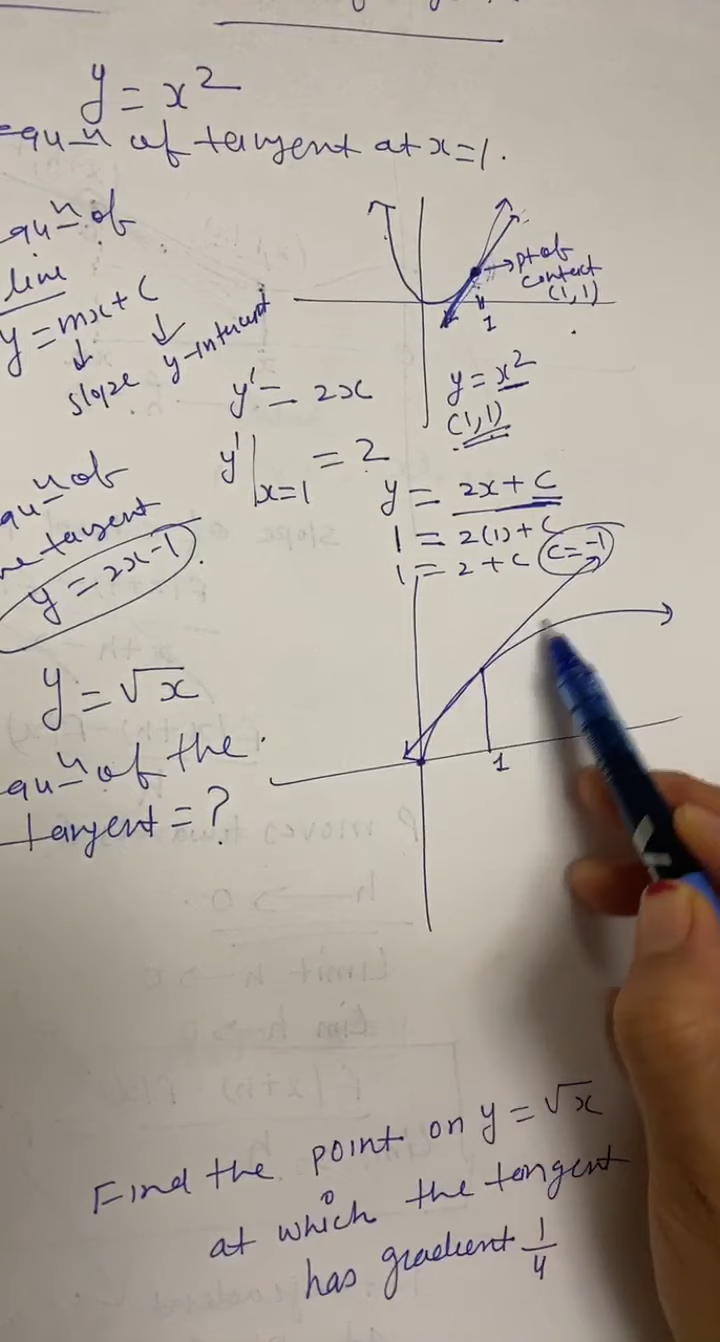 y = x²
equⁿ of tangent at x=1.
equⁿ of
line
y = mx + c
slope y-intercept
→ pt of
contact
(1,1)
1
y' = 2x
y = x²
(1,1)
y'|x=1 = 2
y = 2x + c
1 = 2(1) + c
1 = 2 + c c = -1
equⁿ of
tangent
y = 2x-1
y = √x
equⁿ of the
tangent = ?
1
Find the point on y = √x
at which the tangent
has gradient 1/4